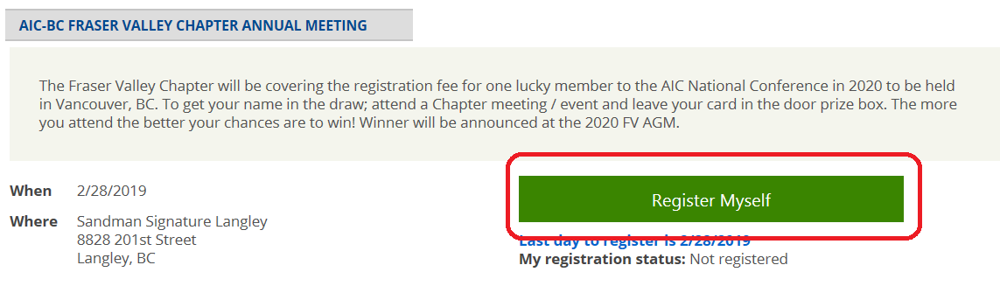 AIC-BC FRASER VALLEY CHAPTER ANNUAL MEETING
The Fraser Valley Chapter will be covering the registration fee for one lucky member to the AIC National Conference in 2020 to be held
in Vancouver, BC. To get your name in the draw; attend a Chapter meeting / event and leave your card in the door prize box. The more
you attend the better your chances are to win! Winner will be announced at the 2020 FV AGM.
When 2/28/2019
Where Sandman Signature Langley
8828 201st Street
Langley, BC
Register Myself
Last day to register is 2/28/2019
My registration status: Not registered